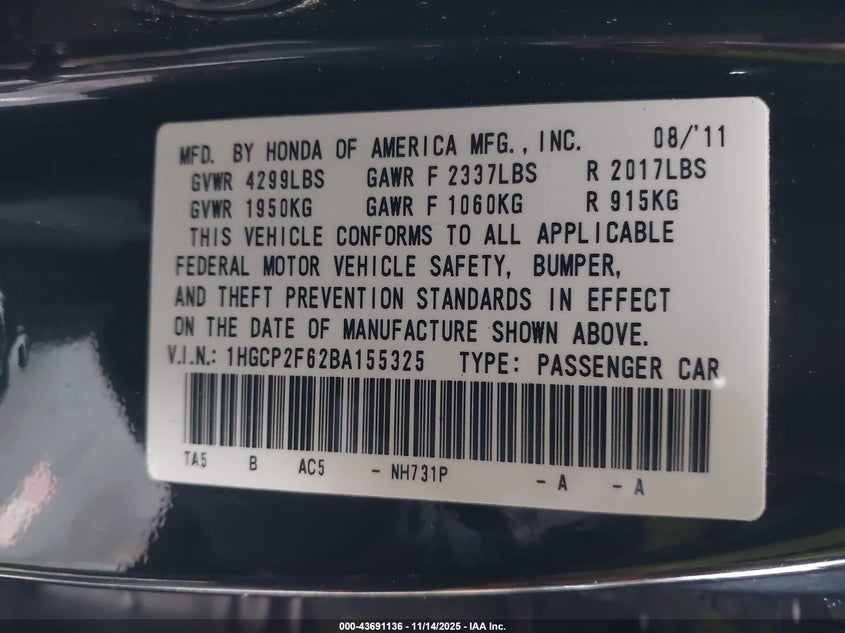 MFD. BY HONDA OF AMERICA MFG., INC. 08/'11
GVWR 4299LBS GAWR F 2337LBS R 2017LBS
GVWR 1950KG GAWR F 1060KG R 915KG
THIS VEHICLE CONFORMS TO ALL APPLICABLE
FEDERAL MOTOR VEHICLE SAFETY, BUMPER,
AND THEFT PREVENTION STANDARDS IN EFFECT
ON THE DATE OF MANUFACTURE SHOWN ABOVE.
V.I.N.: 1HGCP2F62BA155325 TYPE: PASSENGER CAR
TA5 B AC5 - NH731P - A - A
000-43691136 - 11/14/2025 - IAA Inc.